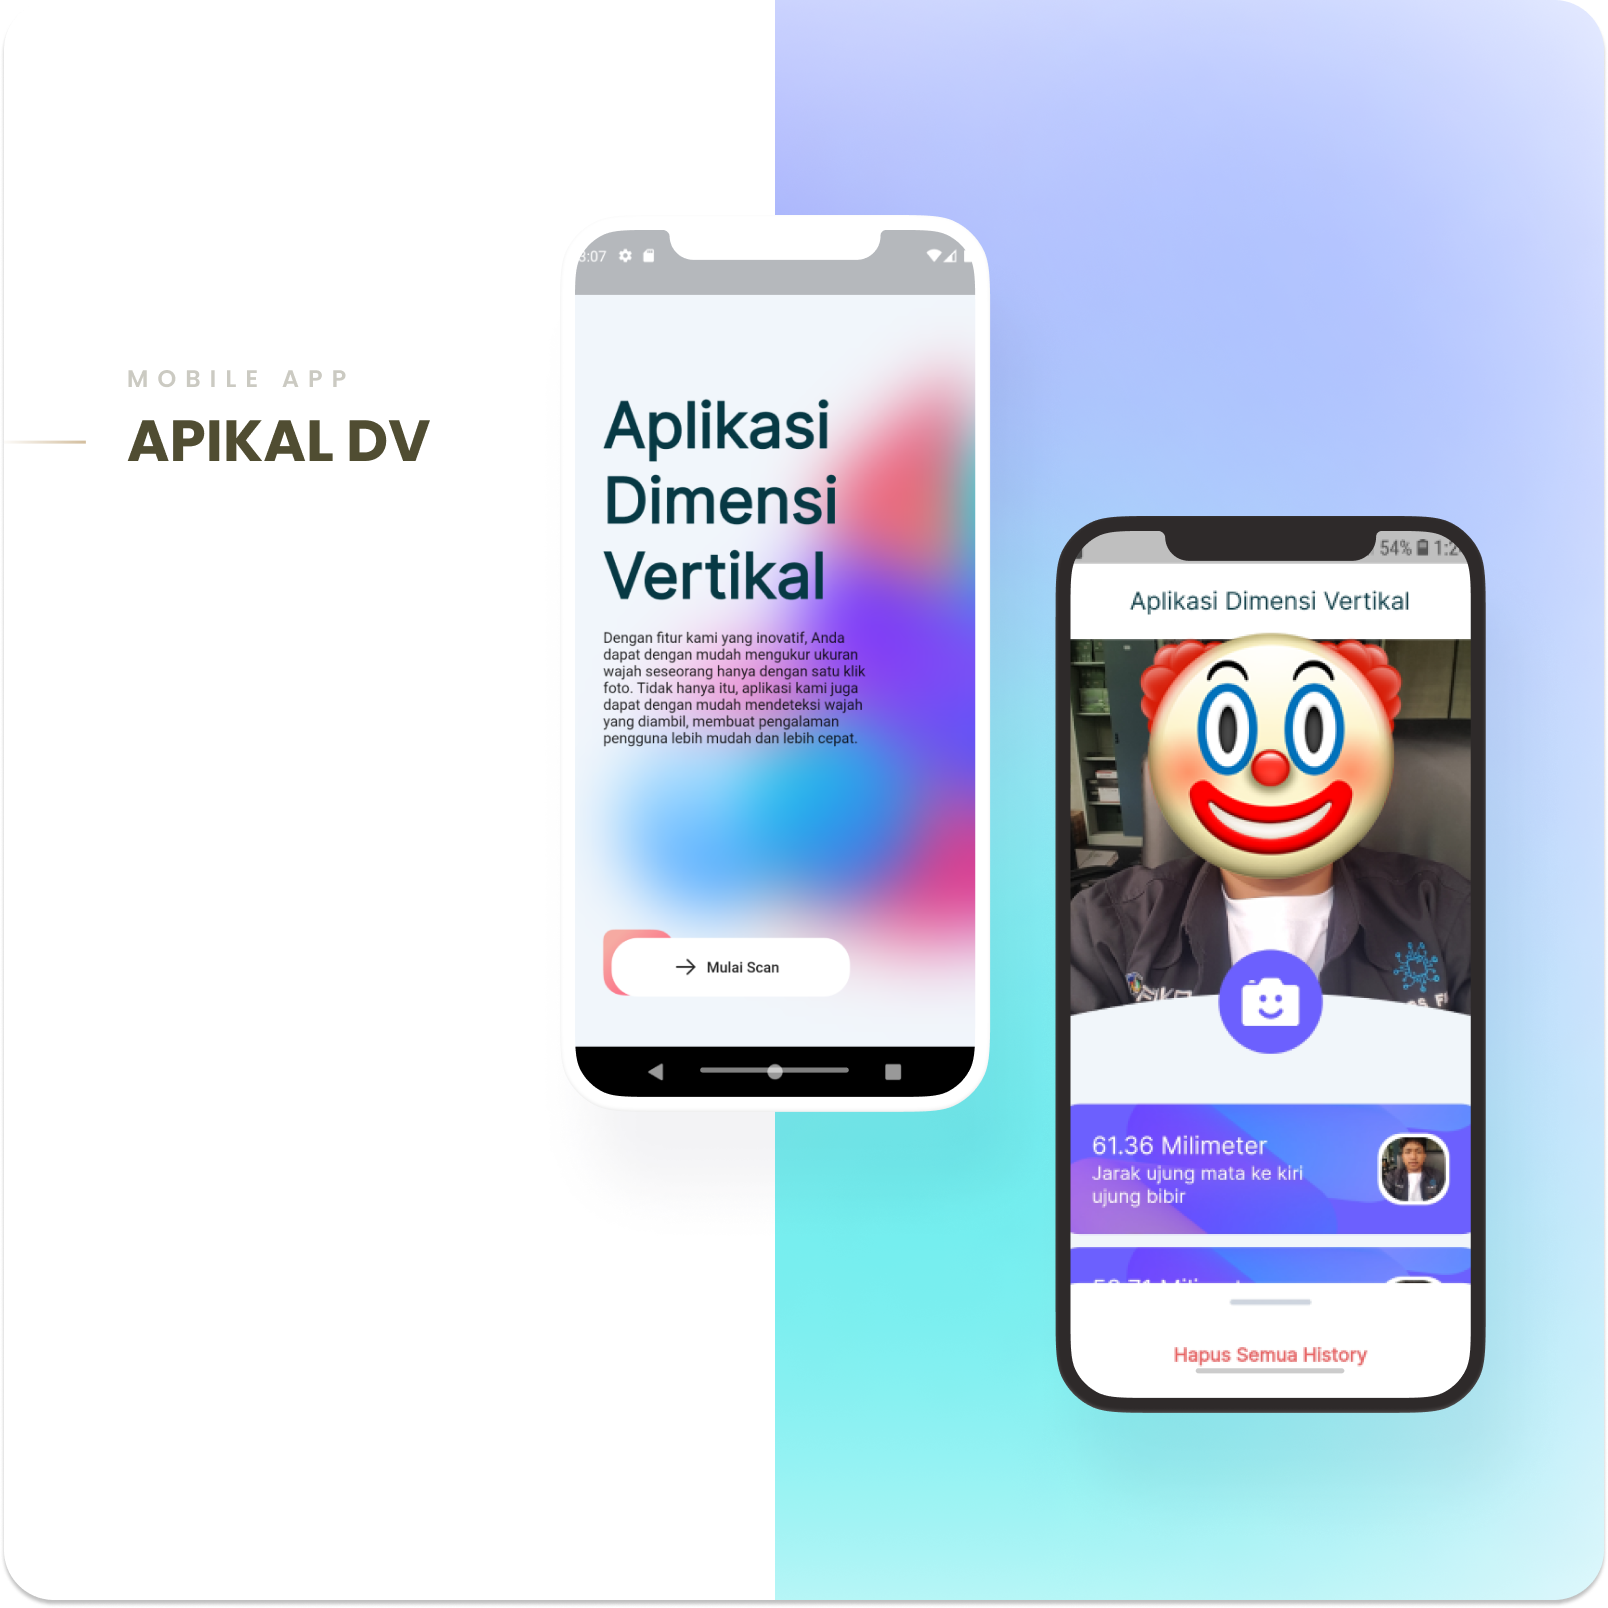 MOBILE APP
APIKAL DV
3:07
Aplikasi
Dimensi
Vertikal
Dengan fitur kami yang inovatif, Anda
dapat dengan mudah mengukur ukuran
wajah seseorang hanya dengan satu klik
foto. Tidak hanya itu, aplikasi kami juga
dapat dengan mudah mendeteksi wajah
yang diambil, membuat pengalaman
pengguna lebih mudah dan lebih cepat.
Mulai Scan
54%
Aplikasi Dimensi Vertikal
61.36 Milimeter
Jarak ujung mata ke kiri
ujung bibir
Hapus Semua History